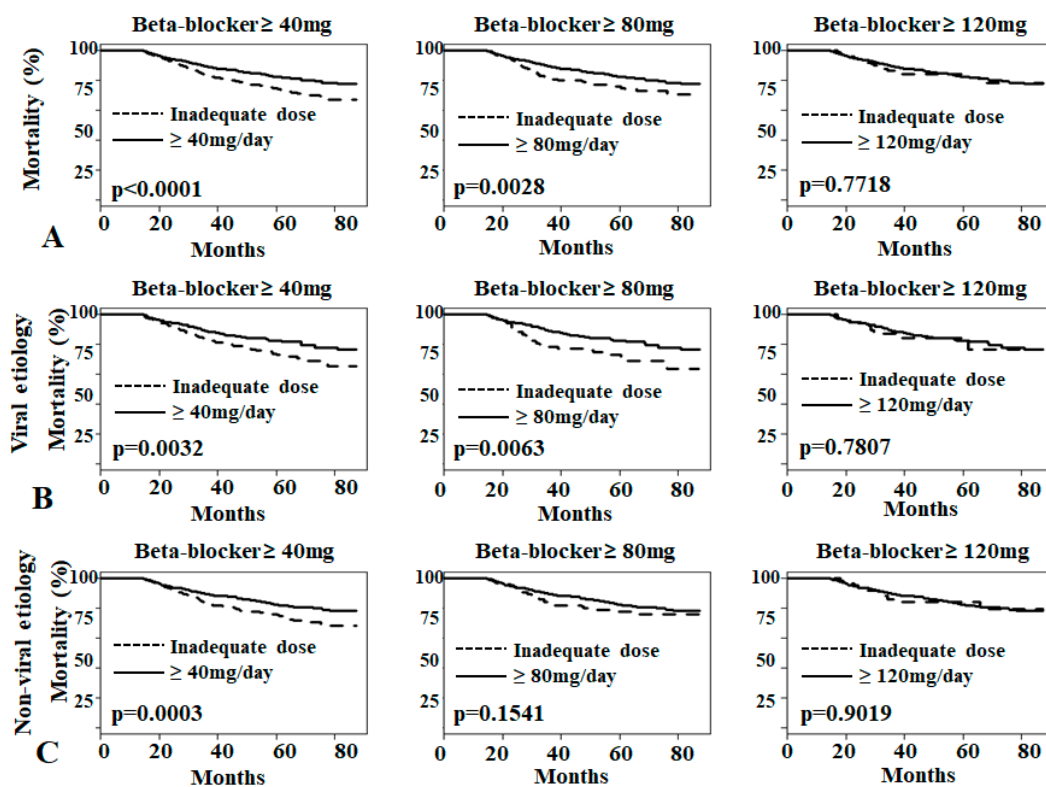 Beta-blocker ≥ 40mg
Mortality (%)
100
75
50
25
Inadequate dose
≥ 40mg/day
p<0.0001
0 20 40 60 80
Months
Beta-blocker ≥ 80mg
100
75
50
25
Inadequate dose
≥ 80mg/day
p=0.0028
0 20 40 60 80
Months
Beta-blocker ≥ 120mg
100
75
50
25
Inadequate dose
≥ 120mg/day
p=0.7718
0 20 40 60 80
Months
A
Beta-blocker ≥ 40mg
Viral etiology
Mortality (%)
100
75
50
25
Inadequate dose
≥ 40mg/day
p=0.0032
0 20 40 60 80
Months
Beta-blocker ≥ 80mg
100
75
50
25
Inadequate dose
≥ 80mg/day
p=0.0063
0 20 40 60 80
Months
Beta-blocker ≥ 120mg
100
75
50
25
Inadequate dose
≥ 120mg/day
p=0.7807
0 20 40 60 80
Months
B
Beta-blocker ≥ 40mg
Non-viral etiology
Mortality (%)
100
75
50
25
Inadequate dose
≥ 40mg/day
p=0.0003
0 20 40 60 80
Months
Beta-blocker ≥ 80mg
100
75
50
25
Inadequate dose
≥ 80mg/day
p=0.1541
0 20 40 60 80
Months
Beta-blocker ≥ 120mg
100
75
50
25
Inadequate dose
≥ 120mg/day
p=0.9019
0 20 40 60 80
Months
C